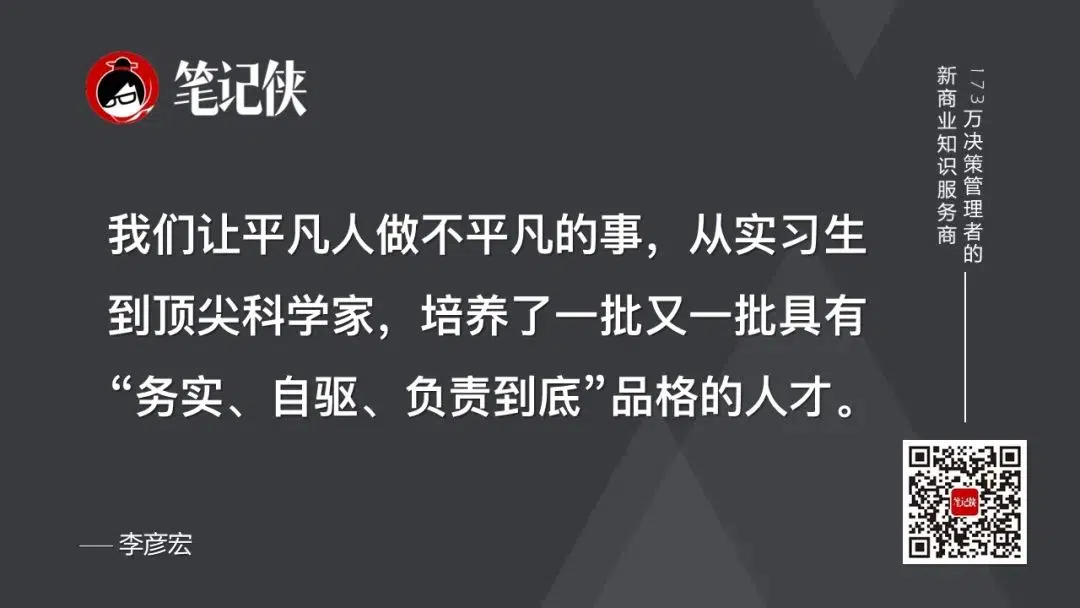 笔记侠
173万决策管理者的
新商业知识服务商
我们让平凡人做不平凡的事，从实习生
到顶尖科学家，培养了一批又一批具有
“务实、自驱、负责到底”品格的人才。
——李彦宏
笔记侠